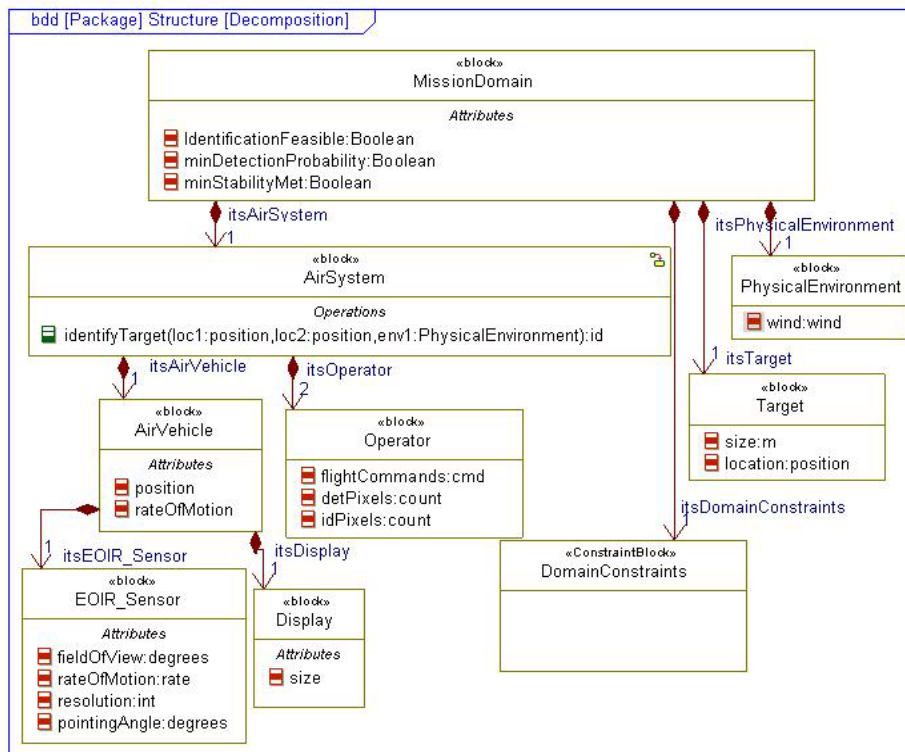 bdd [Package] Structure [Decomposition]
«block»
MissionDomain
Attributes
IdentificationFeasible:Boolean
minDetectionProbability:Boolean
minStabilityMet:Boolean
itsAirSystem
1
itsPhysicalEnvironment
1
«block»
AirSystem
Operations
identifyTarget(loc1:position,loc2:position,env1:PhysicalEnvironment):id
«block»
PhysicalEnvironment
wind:wind
itsAirVehicle
1
itsOperator
2
1
itsTarget
«block»
AirVehicle
Attributes
position
rateOfMotion
«block»
Operator
flightCommands:cmd
detPixels:count
idPixels:count
«block»
Target
size:m
location:position
itsDomainConstraints
1
1
itsEOIR_Sensor
itsDisplay
1
«ConstraintBlock»
DomainConstraints
«block»
EOIR_Sensor
Attributes
fieldOfView:degrees
rateOfMotion:rate
resolution:int
pointingAngle:degrees
«block»
Display
Attributes
size